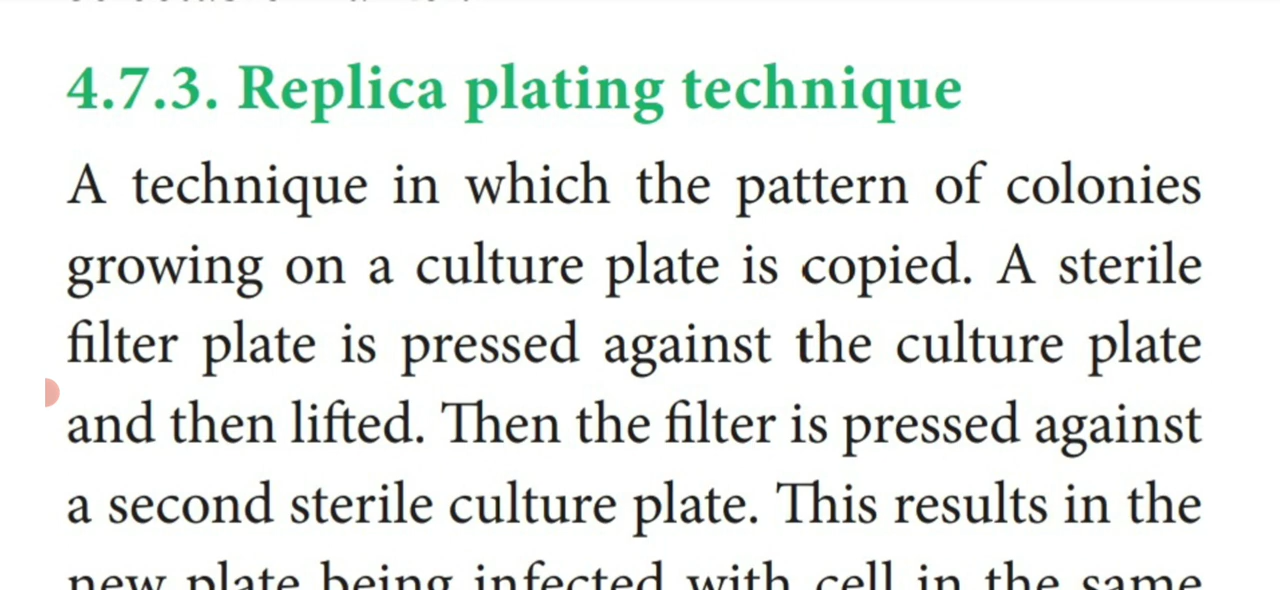 4.7.3. Replica plating technique
A technique in which the pattern of colonies
growing on a culture plate is copied. A sterile
filter plate is pressed against the culture plate
and then lifted. Then the filter is pressed against
a second sterile culture plate. This results in the
new plate being infected with cell in the same